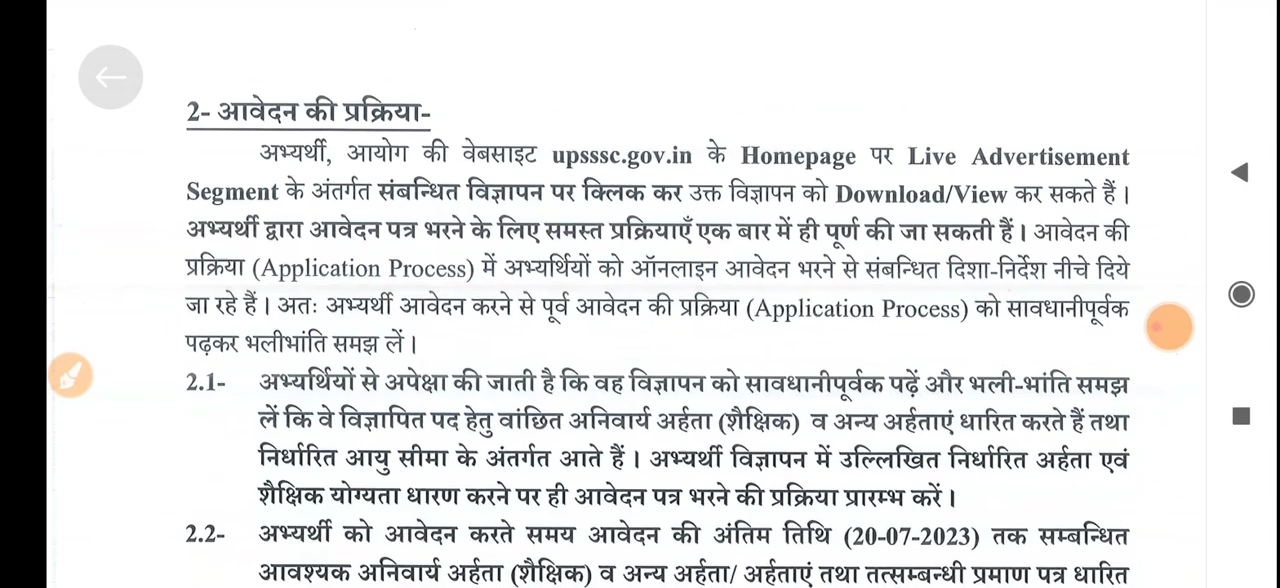 2- आवेदन की प्रक्रिया-
अभ्यर्थी, आयोग की वेबसाइट upsssc.gov.in के Homepage पर Live Advertisement
Segment के अंतर्गत संबन्धित विज्ञापन पर क्लिक कर उक्त विज्ञापन को Download/View कर सकते हैं।
अभ्यर्थी द्वारा आवेदन पत्र भरने के लिए समस्त प्रक्रियाएँ एक बार में ही पूर्ण की जा सकती हैं। आवेदन की
प्रक्रिया (Application Process) में अभ्यर्थियों को ऑनलाइन आवेदन भरने से संबन्धित दिशा-निर्देश नीचे दिये
जा रहे हैं। अतः अभ्यर्थी आवेदन करने से पूर्व आवेदन की प्रक्रिया (Application Process) को सावधानीपूर्वक
पढ़कर भलीभांति समझ लें।
2.1- अभ्यर्थियों से अपेक्षा की जाती है कि वह विज्ञापन को सावधानीपूर्वक पढ़ें और भली-भांति समझ
लें कि वे विज्ञापित पद हेतु वांछित अनिवार्य अर्हता (शैक्षिक) व अन्य अर्हताएं धारित करते हैं तथा
निर्धारित आयु सीमा के अंतर्गत आते हैं। अभ्यर्थी विज्ञापन में उल्लिखित निर्धारित अर्हता एवं
शैक्षिक योग्यता धारण करने पर ही आवेदन पत्र भरने की प्रक्रिया प्रारम्भ करें।
2.2- अभ्यर्थी को आवेदन करते समय आवेदन की अंतिम तिथि (20-07-2023) तक सम्बन्धित
आवश्यक अनिवार्य अर्हता (शैक्षिक) व अन्य अर्हता/ अर्हताएं तथा तत्सम्बन्धी प्रमाण पत्र धारित